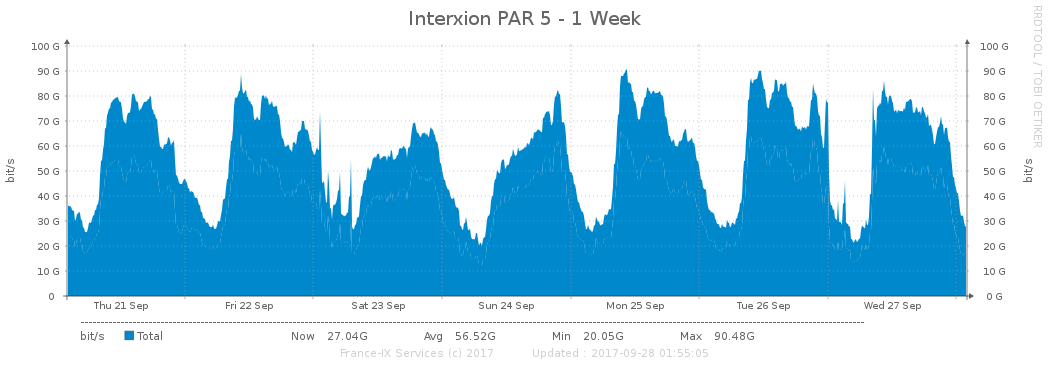 Interxion PAR 5 - 1 Week
RRDTOOL / TOBI OETIKER
bit/s
100 G 100 G
90 G 90 G
80 G 80 G
70 G 70 G
60 G 60 G
50 G 50 G
40 G 40 G
30 G 30 G
20 G 20 G
10 G 10 G
0 0 G
bit/s
Thu 21 Sep Fri 22 Sep Sat 23 Sep Sun 24 Sep Mon 25 Sep Tue 26 Sep Wed 27 Sep
bit/s Total Now 27.04G Avg 56.52G Min 20.05G Max 90.48G
France-IX Services (c) 2017 Updated : 2017-09-28 01:55:05